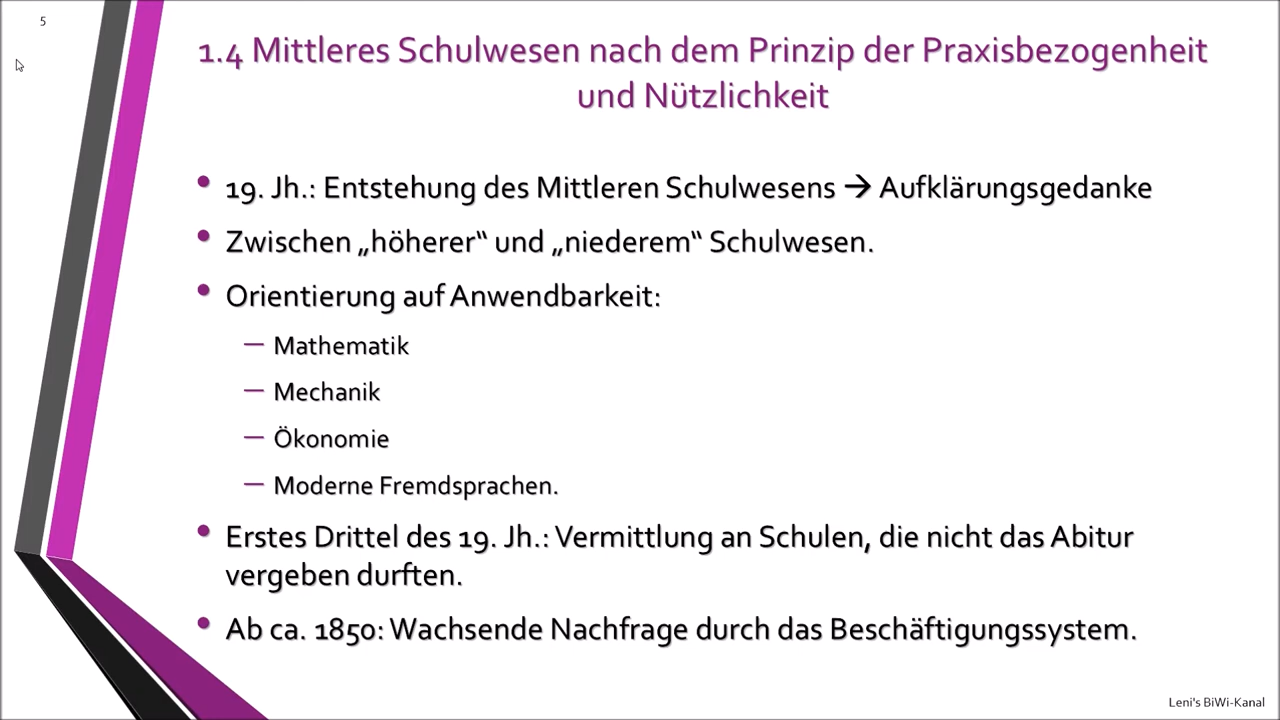 5
1.4 Mittleres Schulwesen nach dem Prinzip der Praxisbezogenheit
und Nützlichkeit
• 19. Jh.: Entstehung des Mittleren Schulwesens → Aufklärungsgedanke
• Zwischen „höherer“ und „niederem“ Schulwesen.
• Orientierung auf Anwendbarkeit:
— Mathematik
— Mechanik
— Ökonomie
— Moderne Fremdsprachen.
• Erstes Drittel des 19. Jh.: Vermittlung an Schulen, die nicht das Abitur
vergeben durften.
• Ab ca. 1850: Wachsende Nachfrage durch das Beschäftigungssystem.
Leni's BiWi-Kanal